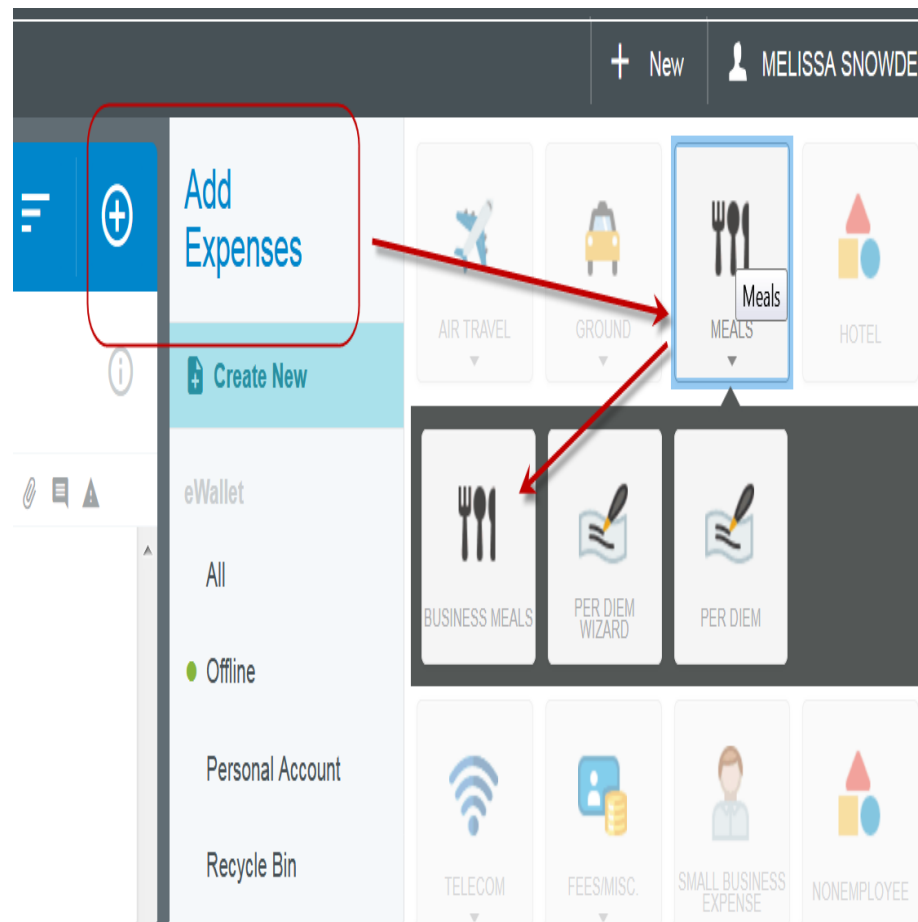 New
MELISSA SNOWDE
Add
Expenses
Create New
eWallet
All
Offline
Personal Account
Recycle Bin
AIR TRAVEL
GROUND
MEALS
Meals
HOTEL
BUSINESS MEALS
PER DIEM
WIZARD
PER DIEM
TELECOM
FEES/MISC.
SMALL BUSINESS
EXPENSE
NONEMPLOYEE